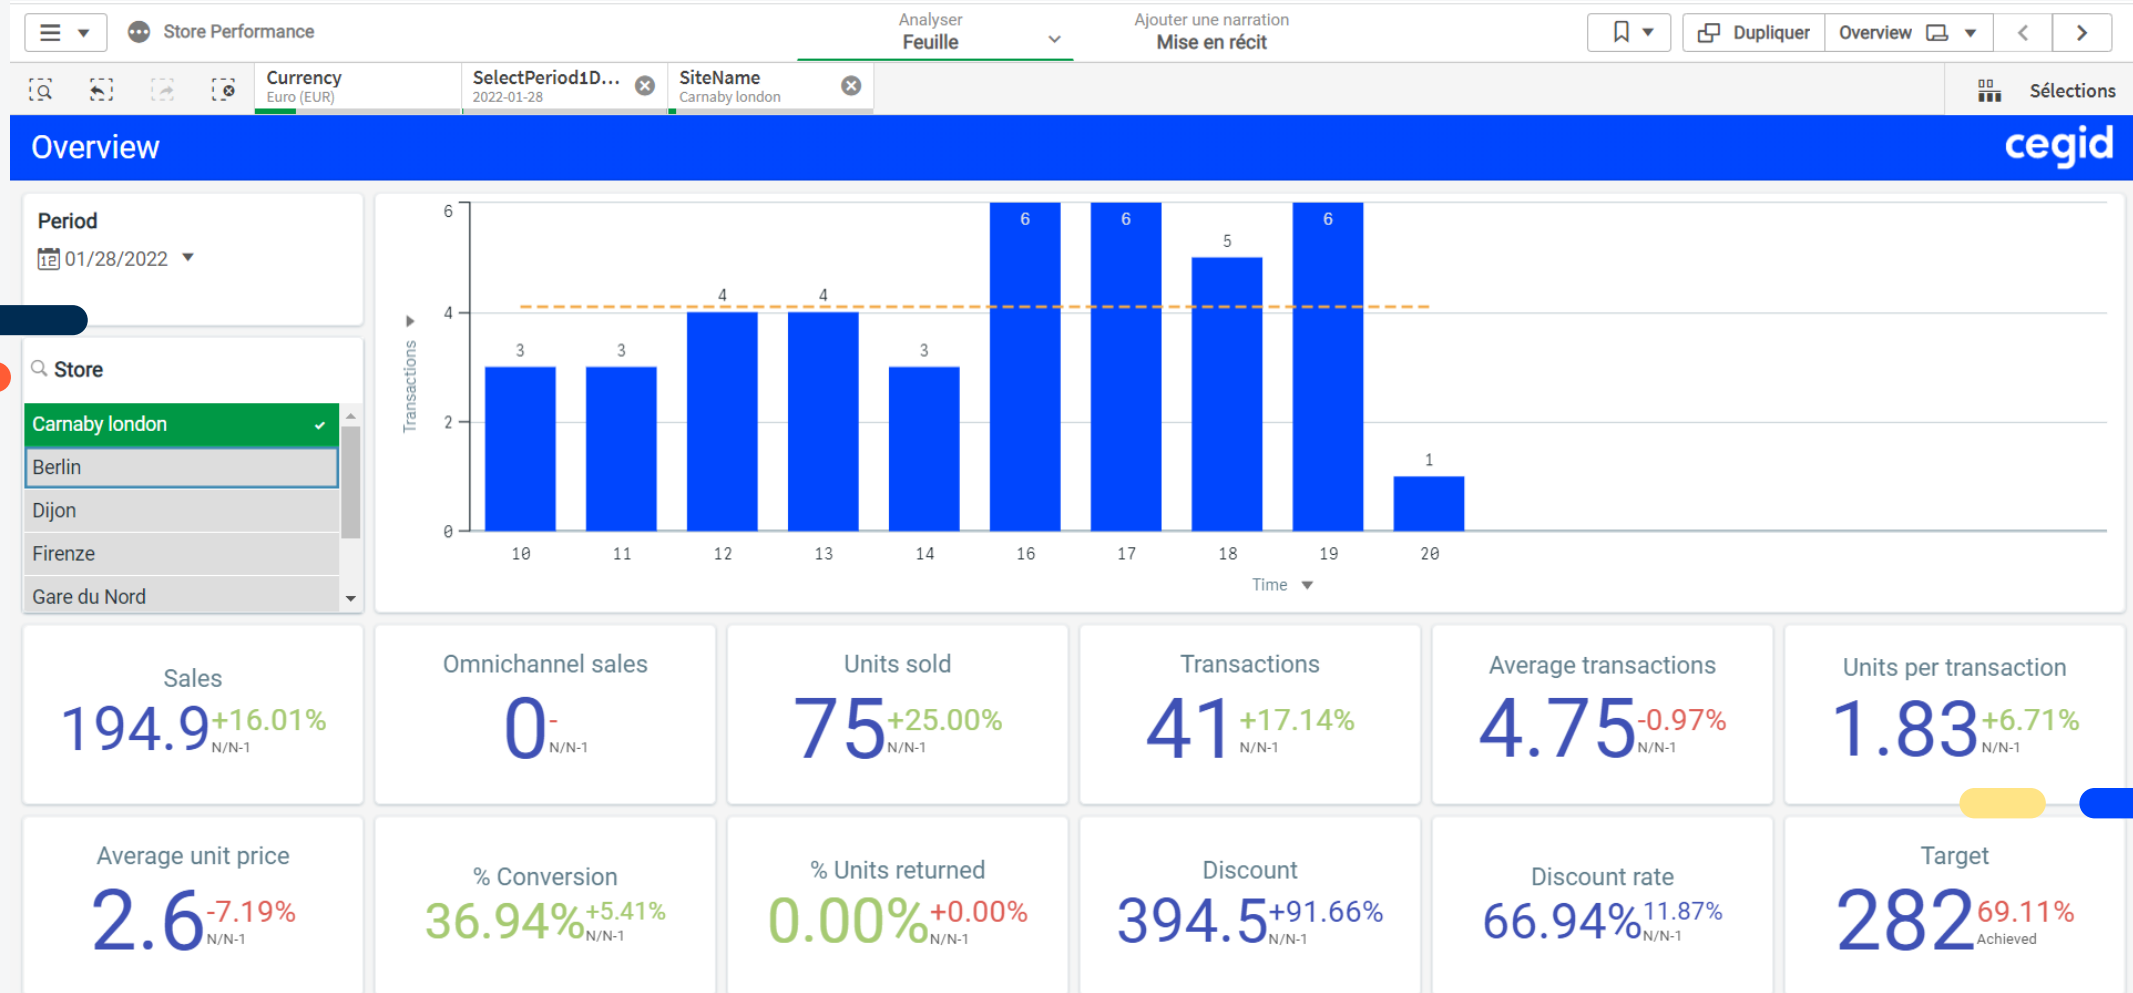 Store Performance
Analyser
Feuille
Ajouter une narration
Mise en récit
Dupliquer
Overview
Currency
Euro (EUR)
SelectPeriod1D...
2022-01-28
SiteName
Carnaby london
Sélections
Overview
cegid
Period
12 01/28/2022
Store
Carnaby london
Berlin
Dijon
Firenze
Gare du Nord
Transactions
6
4
2
0
3 3 4 4 3 6 6 5 6 1
10 11 12 13 14 16 17 18 19 20
Time
Sales
194.9 +16.01%
N/N-1
Omnichannel sales
0 -
N/N-1
Units sold
75 +25.00%
N/N-1
Transactions
41 +17.14%
N/N-1
Average transactions
4.75 -0.97%
N/N-1
Units per transaction
1.83 +6.71%
N/N-1
Average unit price
2.6 -7.19%
N/N-1
% Conversion
36.94% +5.41%
N/N-1
% Units returned
0.00% +0.00%
N/N-1
Discount
394.5 +91.66%
N/N-1
Discount rate
66.94% 11.87%
N/N-1
Target
282 69.11%
Achieved